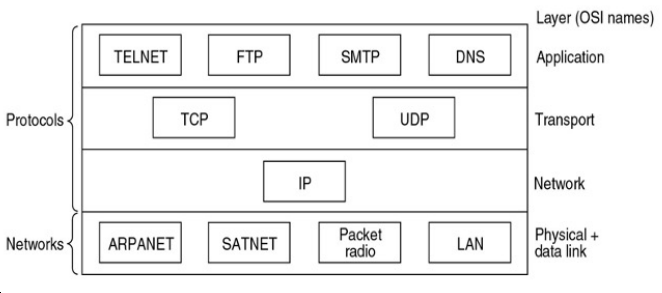 Layer (OSI names)
TELNET FTP SMTP DNS Application
Protocols TCP UDP Transport
IP Network
Networks ARPANET SATNET Packet radio LAN Physical + data link